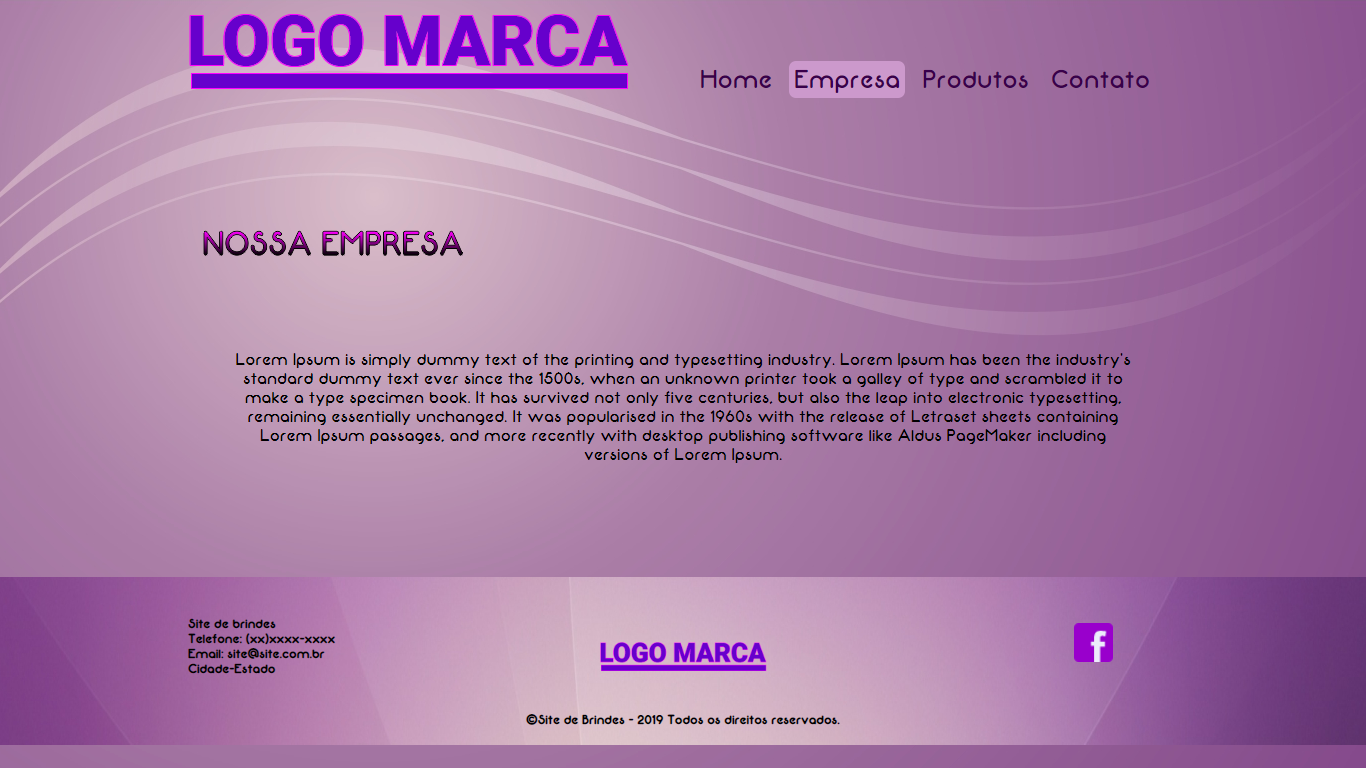 LOGO MARCA
Home Empresa Produtos Contato
NOSSA EMPRESA
Lorem Ipsum is simply dummy text of the printing and typesetting industry. Lorem Ipsum has been the industry's
standard dummy text ever since the 1500s, when an unknown printer took a galley of type and scrambled it to
make a type specimen book. It has survived not only five centuries, but also the leap into electronic typesetting,
remaining essentially unchanged. It was popularised in the 1960s with the release of Letraset sheets containing
Lorem Ipsum passages, and more recently with desktop publishing software like Aldus PageMaker including
versions of Lorem Ipsum.
Site de brindes
Telefone: (xx)xxxx-xxxx
Email: site@site.com.br
Cidade-Estado
LOGO MARCA
f
©Site de Brindes - 2019 Todos os direitos reservados.